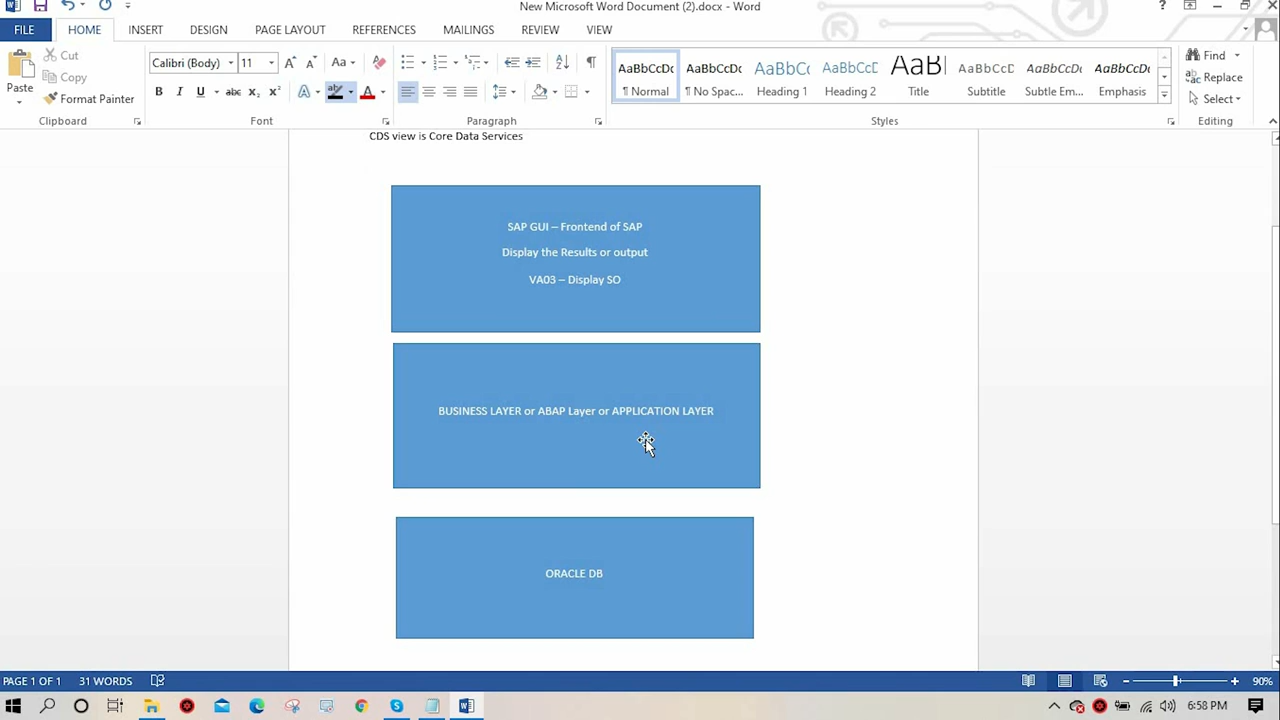 New Microsoft Word Document (2).docx - Word
?
FILE HOME INSERT DESIGN PAGE LAYOUT REFERENCES MAILINGS REVIEW VIEW
Paste
Cut
Copy
Format Painter
Clipboard
Calibri (Body) 11
Font
Paragraph
AaBbCcDc ¶ Normal
AaBbCcDc ¶ No Spac...
AaBbCc Heading 1
AaBbCcC Heading 2
AaB Title
AaBbCcC Subtitle
AaBbCcDc Subtle Em...
AaBbCcDc Emphasis
Styles
Find
Replace
Select
Editing
CDS view is Core Data Services
SAP GUI – Frontend of SAP
Display the Results or output
VA03 – Display SO
BUSINESS LAYER or ABAP Layer or APPLICATION LAYER
ORACLE DB
PAGE 1 OF 1 31 WORDS 90%
6:58 PM